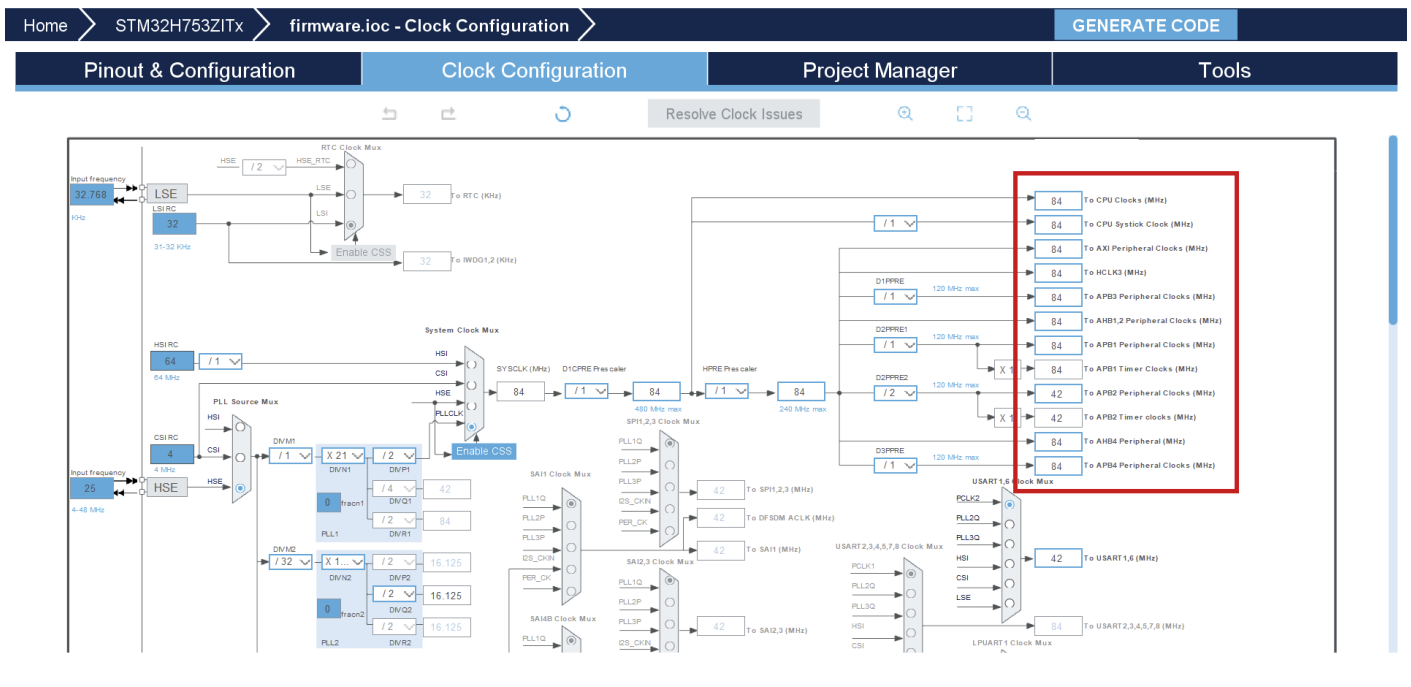 Home STM32H753ZITx firmware.ioc - Clock Configuration GENERATE CODE
Pinout & Configuration Clock Configuration Project Manager Tools
Resolve Clock Issues
RTC Clock Mux
HSE / 2 HSE_RTC
Input frequency
32.768 LSE LSE 32 To RTC (KHz)
KHz
LSI RC
32 LSI
31-32 KHz Enable CSS
32 To IWDG1,2 (KHz)
84 To CPU Clocks (MHz)
/ 1 84 To CPU Systick Clock (MHz)
84 To AXI Peripheral Clocks (MHz)
84 To HCLK3 (MHz)
D1PPRE
/ 1 120 MHz max 84 To APB3 Peripheral Clocks (MHz)
84 To AHB1,2 Peripheral Clocks (MHz)
D2PPRE1
/ 1 120 MHz max 84 To APB1 Peripheral Clocks (MHz)
X 1 84 To APB1 Timer Clocks (MHz)
D2PPRE2
/ 2 120 MHz max 42 To APB2 Peripheral Clocks (MHz)
X 1 42 To APB2 Timer clocks (MHz)
84 To AHB4 Peripheral (MHz)
D3PPRE
/ 1 120 MHz max 84 To APB4 Peripheral Clocks (MHz)
System Clock Mux
HSI RC
64 / 1 HSI
64 MHz
CSI
HSE
PLLCLK
Enable CSS
SYSCLK (MHz) D1CPRE Prescaler HPRE Prescaler
84 / 1 84 / 1 84
480 MHz max 240 MHz max
PLL Source Mux
HSI
CSI RC
4 CSI
4 MHz
Input frequency
25 HSE HSE
4-48 MHz
DIVM1
/ 1 X 21 / 2
DIVN1 DIVP1
/ 4 42
0 fracn1 DIVQ1
/ 2 84
PLL1 DIVR1
DIVM2
/ 32 X 1... / 2 16.125
DIVN2 DIVP2
/ 2 16.125
0 fracn2 DIVQ2
/ 2 16.125
PLL2 DIVR2
SPI1,2,3 Clock Mux
PLL1Q
PLL2P
PLL3P 42 To SPI1,2,3 (MHz)
I2S_CKIN
PER_CK
SAI1 Clock Mux
PLL1Q
PLL2P 42 To DFSDM ACLK (MHz)
PLL3P
I2S_CKIN 42 To SAI1 (MHz)
PER_CK
SAI2,3 Clock Mux
PLL1Q
PLL2P
PLL3P 42 To SAI2,3 (MHz)
I2S_CKIN
SAI4B Clock Mux
PLL1Q
USART1,6 Clock Mux
PCLK2
PLL2Q
PLL3Q
HSI 42 To USART1,6 (MHz)
CSI
LSE
USART2,3,4,5,7,8 Clock Mux
PCLK1
PLL2Q
PLL3Q
HSI 84 To USART2,3,4,5,7,8 (MHz)
CSI
LPUART1 Clock Mux